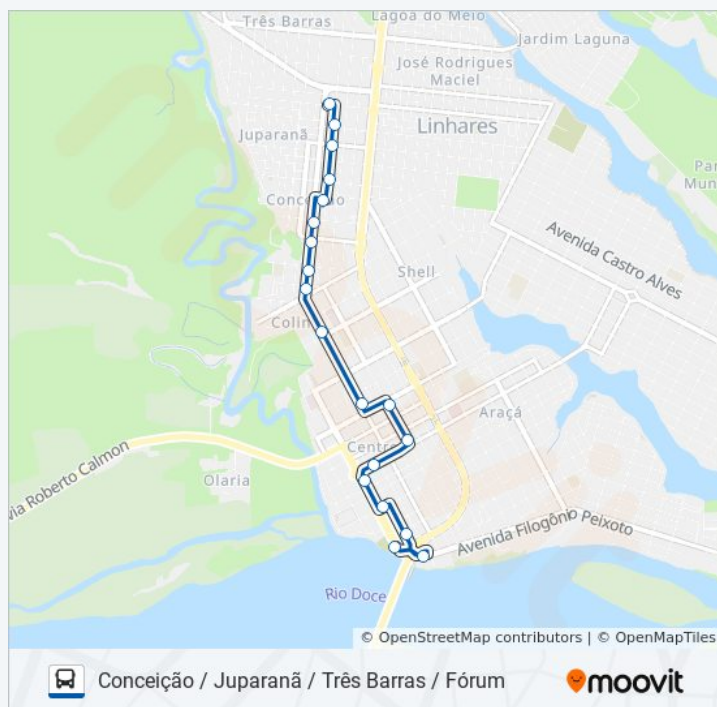 Três Barras
Lagoa do Meio
Jardim Laguna
José Rodrigues
Maciel
Linhares
Juparanã
Par
Mun
Conceição
Avenida Castro Alves
Shell
Colin
Araçá
Centro
via Roberto Calmon
Olaria
Avenida Filogônio Peixoto
Rio Doce
© OpenStreetMap contributors | © OpenMapTiles
Conceição / Juparanã / Três Barras / Fórum
moovit